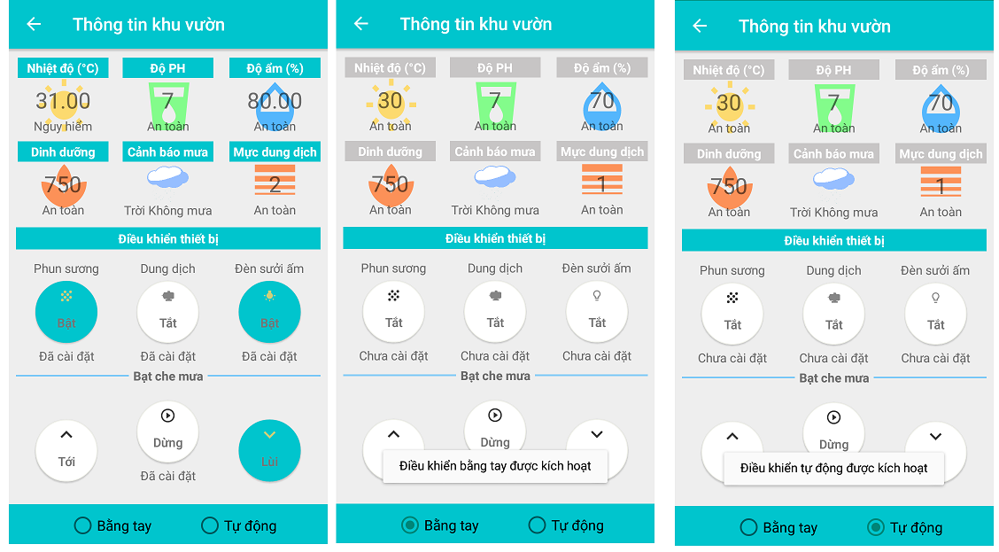 Thông tin khu vườn
Nhiệt độ (°C) Độ PH Độ ẩm (%)
31.00 7 80.00
Nguy hiểm An toàn An toàn
Dinh dưỡng Cảnh báo mưa Mực dung dịch
750 2
An toàn Trời Không mưa An toàn
Điều khiển thiết bị
Phun sương Dung dịch Đèn sưởi ấm
Bật Tắt Bật
Đã cài đặt Đã cài đặt Đã cài đặt
Bạt che mưa
Tới Dừng Lùi
Đã cài đặt
Bằng tay Tự động
Thông tin khu vườn
Nhiệt độ (°C) Độ PH Độ ẩm (%)
30 7 70
An toàn An toàn An toàn
Dinh dưỡng Cảnh báo mưa Mực dung dịch
750 1
An toàn Trời Không mưa An toàn
Điều khiển thiết bị
Phun sương Dung dịch Đèn sưởi ấm
Tắt Tắt Tắt
Chưa cài đặt Chưa cài đặt Chưa cài đặt
Bạt che mưa
Dừng
Điều khiển bằng tay được kích hoạt
Bằng tay Tự động
Thông tin khu vườn
Nhiệt độ (°C) Độ PH Độ ẩm (%)
30 7 70
An toàn An toàn An toàn
Dinh dưỡng Cảnh báo mưa Mực dung dịch
750 1
An toàn Trời Không mưa An toàn
Điều khiển thiết bị
Phun sương Dung dịch Đèn sưởi ấm
Tắt Tắt Tắt
Chưa cài đặt Chưa cài đặt Chưa cài đặt
Bạt che mưa
Dừng
Điều khiển tự động được kích hoạt
Bằng tay Tự động